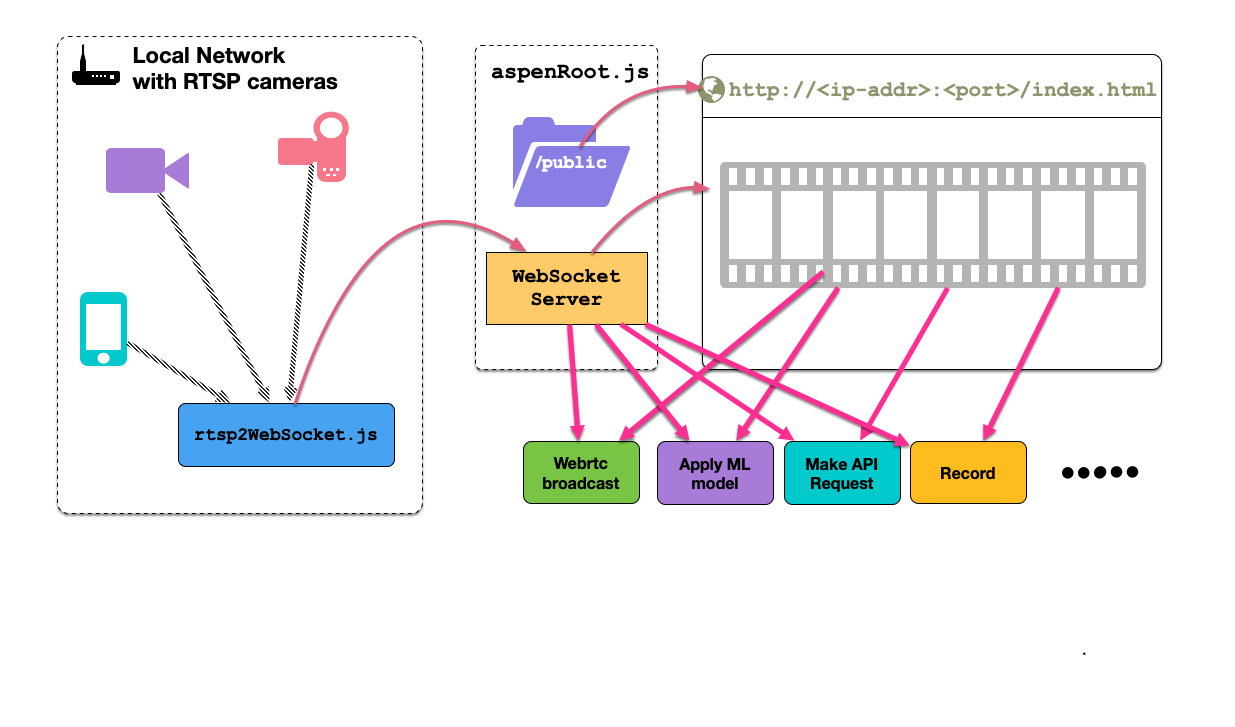 Local Network
with RTSP cameras
rtsp2WebSocket.js
aspenRoot.js
/public
WebSocket
Server
http://<ip-addr>:<port>/index.html
Webrtc
broadcast
Apply ML
model
Make API
Request
Record